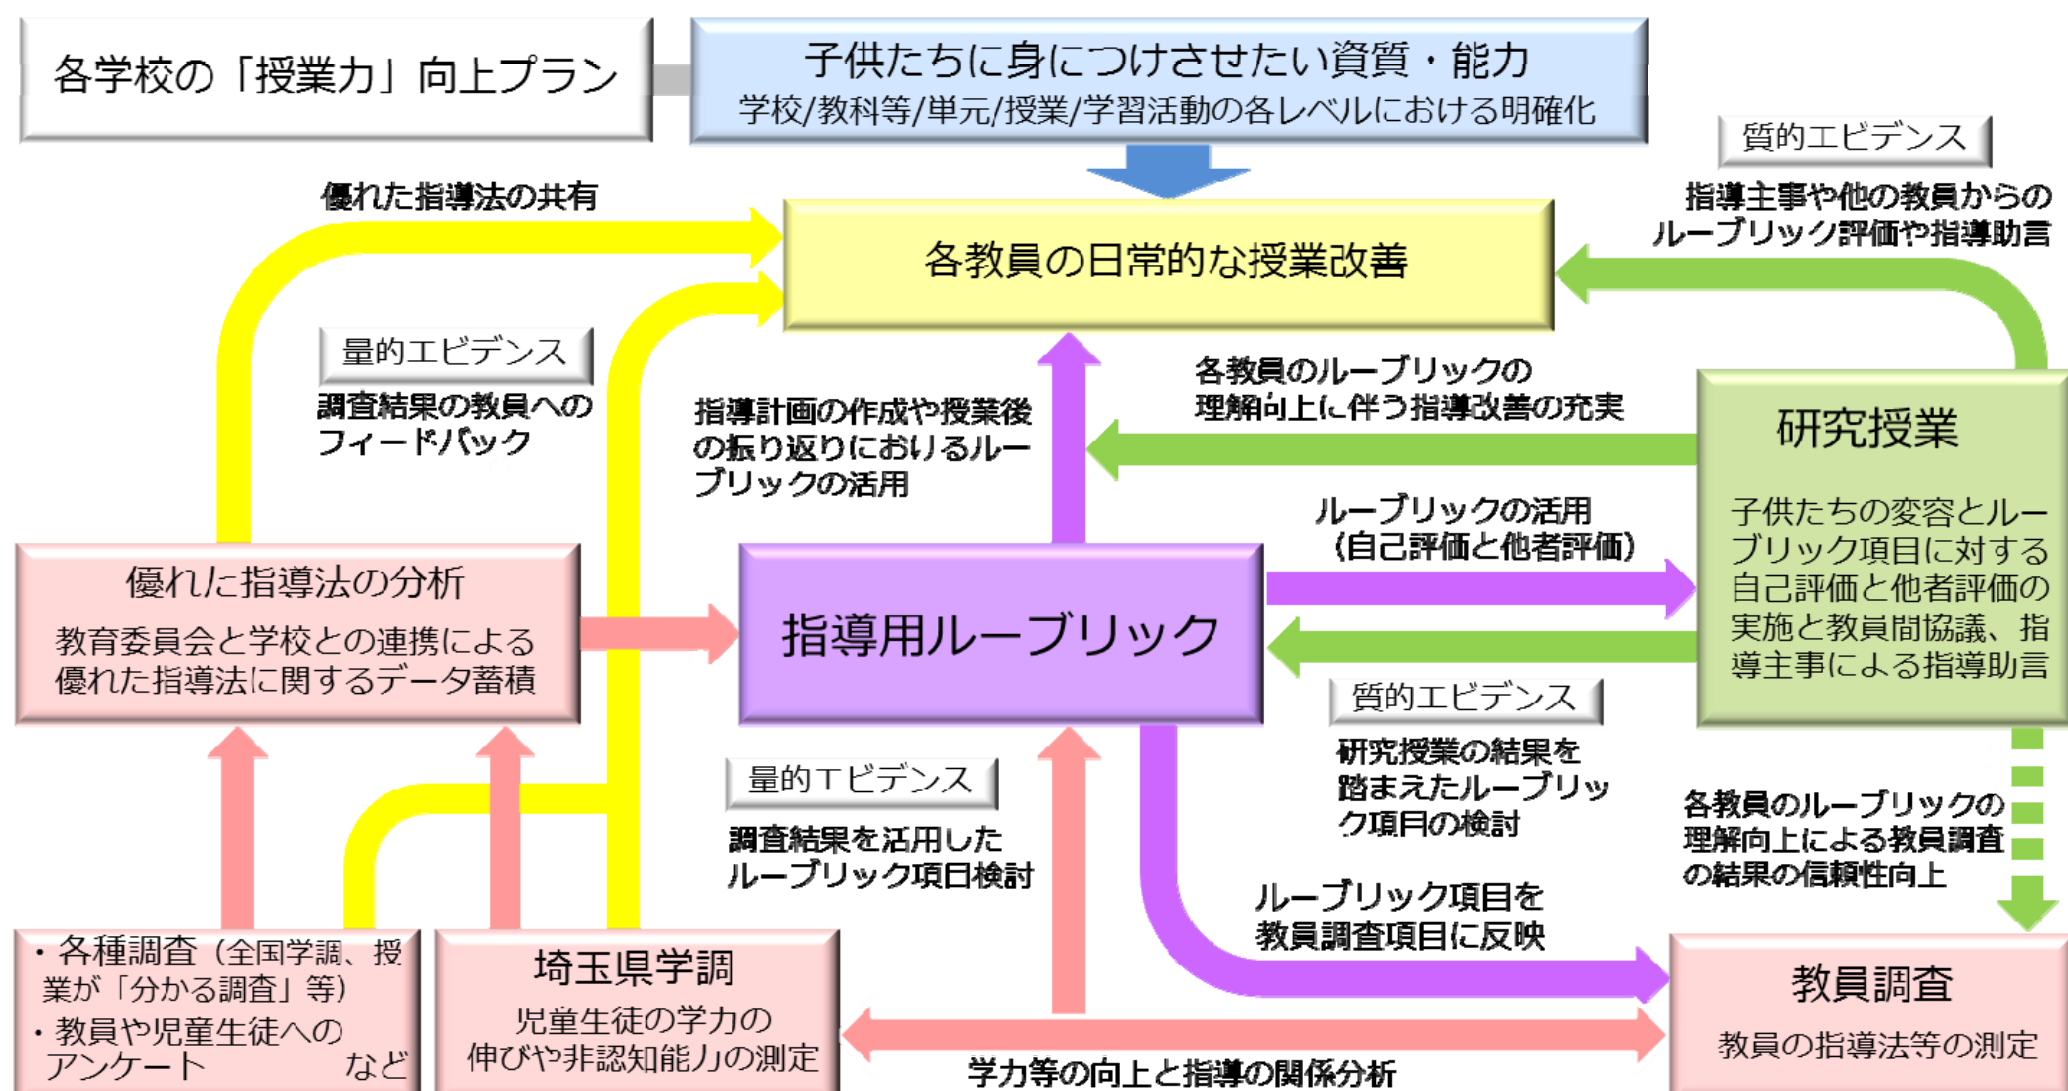 各学校の「授業力」向上プラン
子供たちに身につけさせたい資質・能力
学校/教科等/単元/授業/学習活動の各レベルにおける明確化
質的エビデンス
指導主事や他の教員からの
ルーブリック評価や指導助言
優れた指導法の共有
各教員の日常的な授業改善
量的エビデンス
調査結果の教員への
フィードバック
指導計画の作成や授業後
の振り返りにおけるルー
ブリックの活用
各教員のルーブリックの
理解向上に伴う指導改善の充実
研究授業
子供たちの変容とルー
ブリック項目に対する
自己評価と他者評価の
実施と教員間協議、指
導主事による指導助言
ルーブリックの活用
（自己評価と他者評価）
優れた指導法の分析
教育委員会と学校との連携による
優れた指導法に関するデータ蓄積
指導用ルーブリック
質的エビデンス
研究授業の結果を
踏まえたルーブリッ
ク項目の検討
量的エビデンス
調査結果を活用した
ルーブリック項目検討
各教員のルーブリックの
理解向上による教員調査
の結果の信頼性向上
ルーブリック項目を
教員調査項目に反映
・各種調査（全国学調、授
業が「分かる調査」等）
・教員や児童生徒への
アンケート　　　　など
埼玉県学調
児童生徒の学力の
伸びや非認知能力の測定
教員調査
教員の指導法等の測定
学力等の向上と指導の関係分析